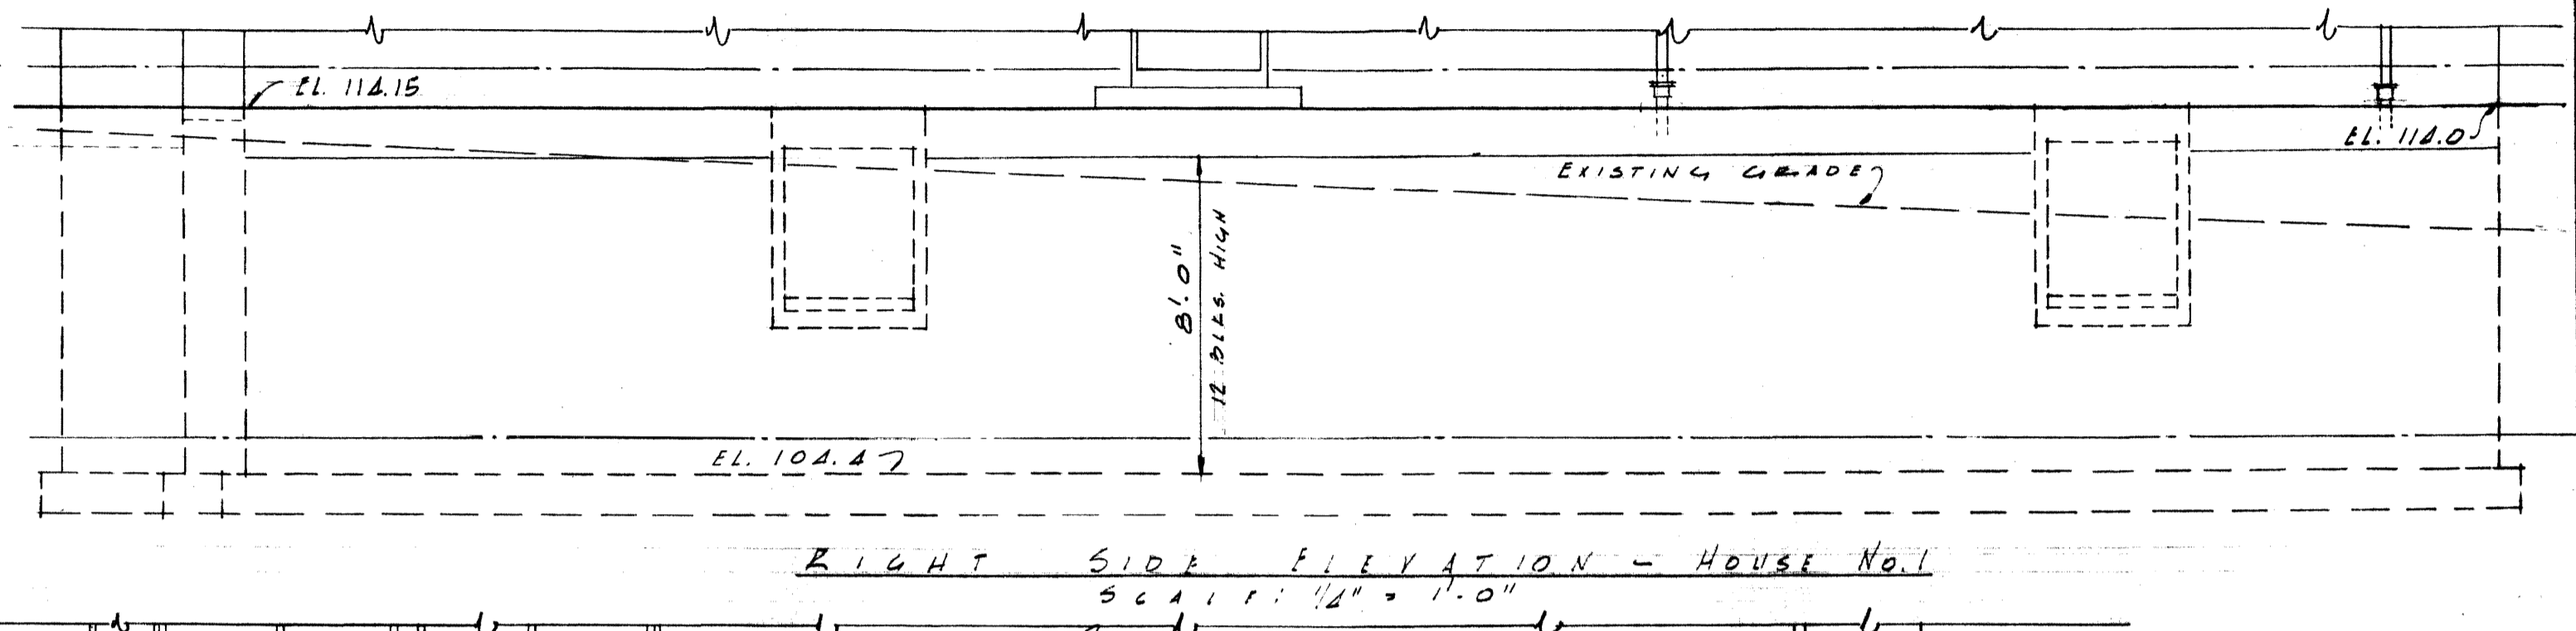 EL. 114.15
EL. 114.0
EXISTING GRADE
8'.0"
12 BLKS. HIGH
EL. 104.4
RIGHT SIDE ELEVATION - HOUSE No.1
SCALE: 1/4" = 1'-0"